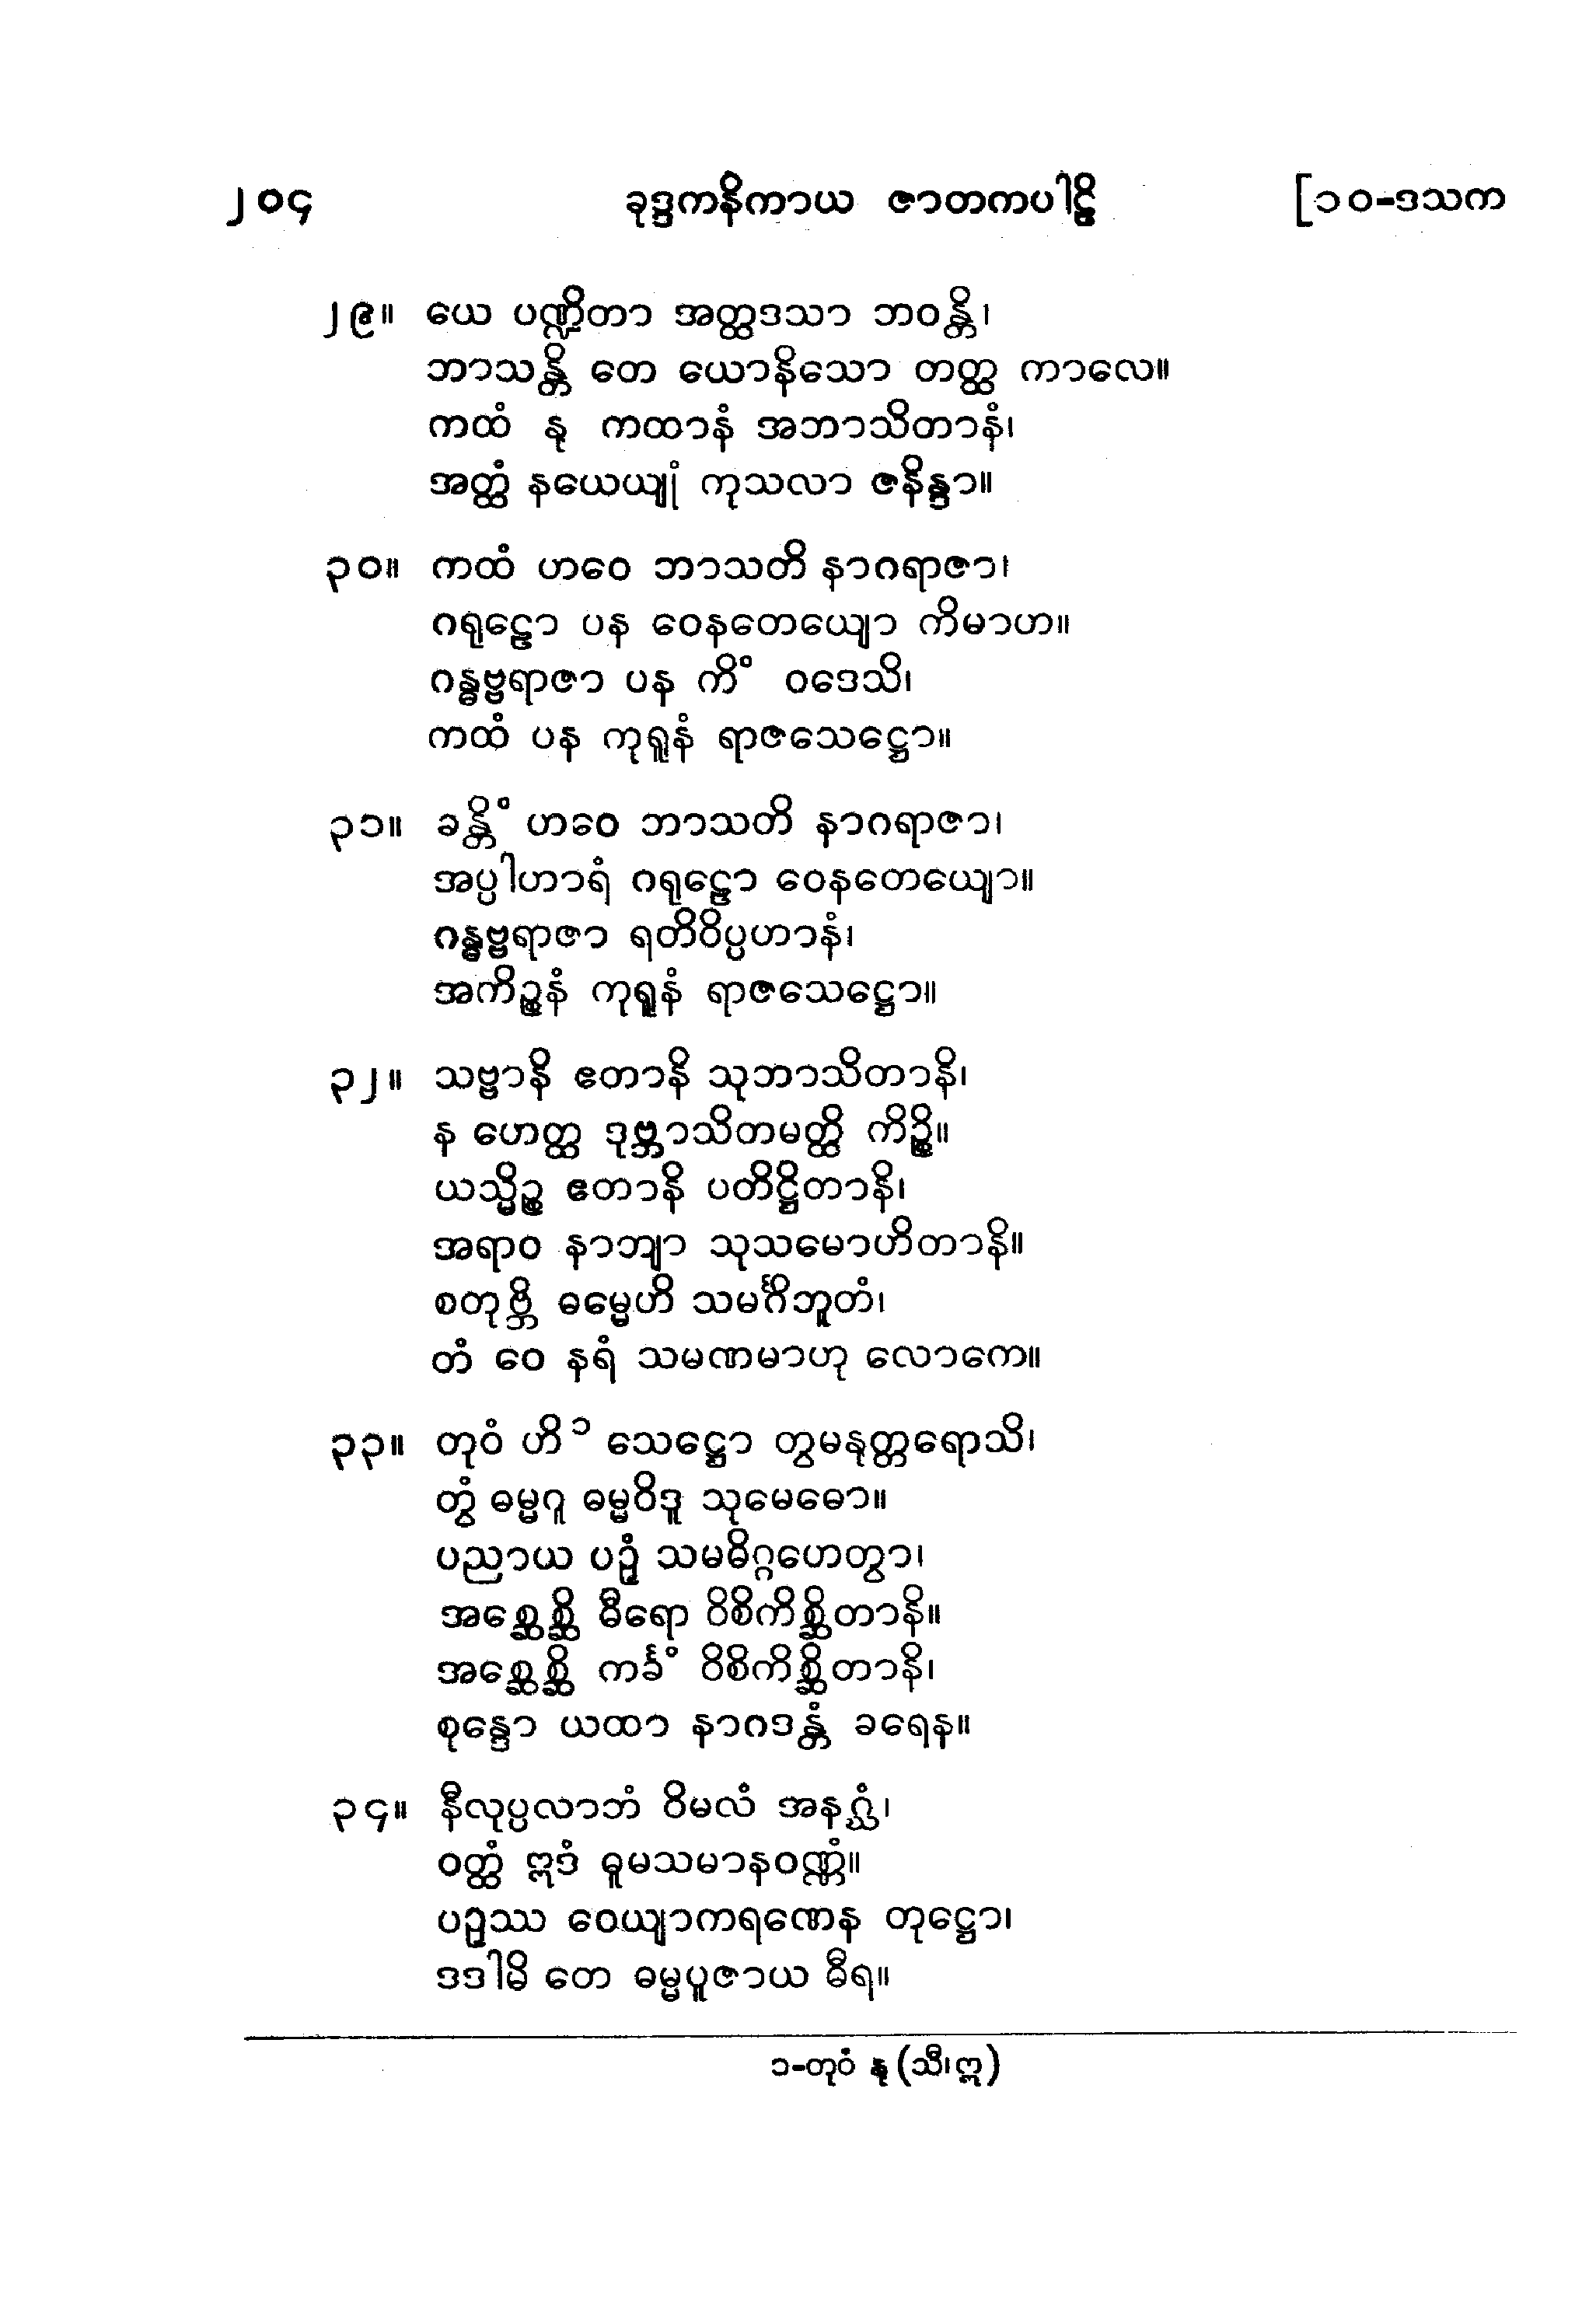 ၂၀၄ ခုဒ္ဒကနိကာယ ဇာတကပါဠိ [၁၀-ဒသက
၂၉။ ယေ ပဏ္ဍိတာ အတ္ထဒသာ ဘဝန္တိ၊
ဘာသန္တိ တေ ယောနိသော တတ္ထ ကာလေ။
ကထံ နု ကထာနံ အဘာသိတာနံ၊
အတ္ထံ နယေယျုံ ကုသလာ ဇနိန္ဒာ။
၃၀။ ကထံ ဟဝေ ဘာသတိ နာဂရာဇာ၊
ဂရုဠော ပန ဝေနတေယျော ကိမာဟ။
ဂန္ဓဗ္ဗရာဇာ ပန ကိံ ဝဒေသိ၊
ကထံ ပန ကုရူနံ ရာဇသေဋ္ဌော။
၃၁။ ခန္တိံ ဟဝေ ဘာသတိ နာဂရာဇာ၊
အပ္ပါဟာရံ ဂရုဠော ဝေနတေယျော။
ဂန္ဓဗ္ဗရာဇာ ရတိဝိပ္ပဟာနံ၊
အကိဉ္စနံ ကုရူနံ ရာဇသေဋ္ဌော။
၃၂။ သဗ္ဗာနိ ဧတာနိ သုဘာသိတာနိ၊
န ဟေတ္ထ ဒုဗ္ဘာသိတမတ္ထိ ကိဉ္စိ။
ယသ္မိဉ္စ ဧတာနိ ပတိဋ္ဌိတာနိ၊
အရာဝ နာဘျာ သုသမောဟိတာနိ။
စတုဗ္ဘိ ဓမ္မေဟိ သမင်္ဂိဘူတံ၊
တံ ဝေ နရံ သမဏမာဟု လောကေ။
၃၃။ တုဝံ ဟိ ၁ သေဋ္ဌော တွမနုတ္တရောသိ၊
တွံ ဓမ္မဂူ ဓမ္မဝိဒူ သုမေဓော။
ပညာယ ပဉှံ သမဓိဂ္ဂဟေတွာ၊
အစ္ဆေစ္ဆိ ဓီရော ဝိစိကိစ္ဆိတာနိ။
အစ္ဆေစ္ဆိ ကင်္ခံ ဝိစိကိစ္ဆိတာနိ၊
စုန္ဒော ယထာ နာဂဒန္တံ ခရေန။
၃၄။ နီလုပ္ပလာဘံ ဝိမလံ အနဂ္ဃံ၊
ဝတ္ထံ ဣဒံ ဓူမသမာနဝဏ္ဏံ။
ပဉှဿ ဝေယျာကရဏေန တုဋ္ဌော၊
ဒဒါမိ တေ ဓမ္မပူဇာယ ဓီရ။
၁-တုဝံ နု (သီ၊ဣ)